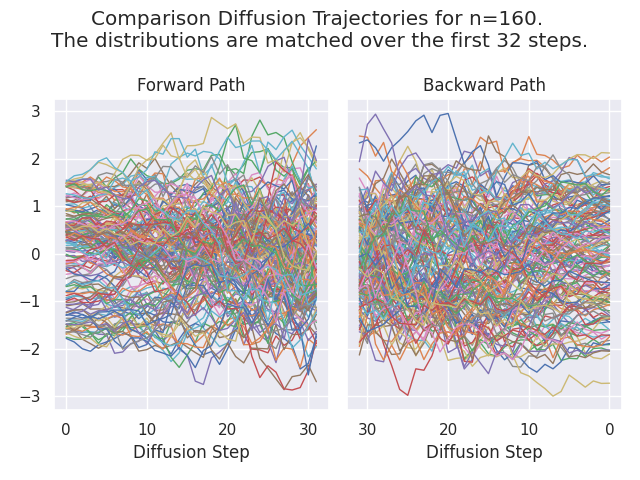 Comparison Diffusion Trajectories for n=160.
The distributions are matched over the first 32 steps.
Forward Path
Backward Path
3
2
1
0
−1
−2
−3
0 10 20 30
30 20 10 0
Diffusion Step
Diffusion Step